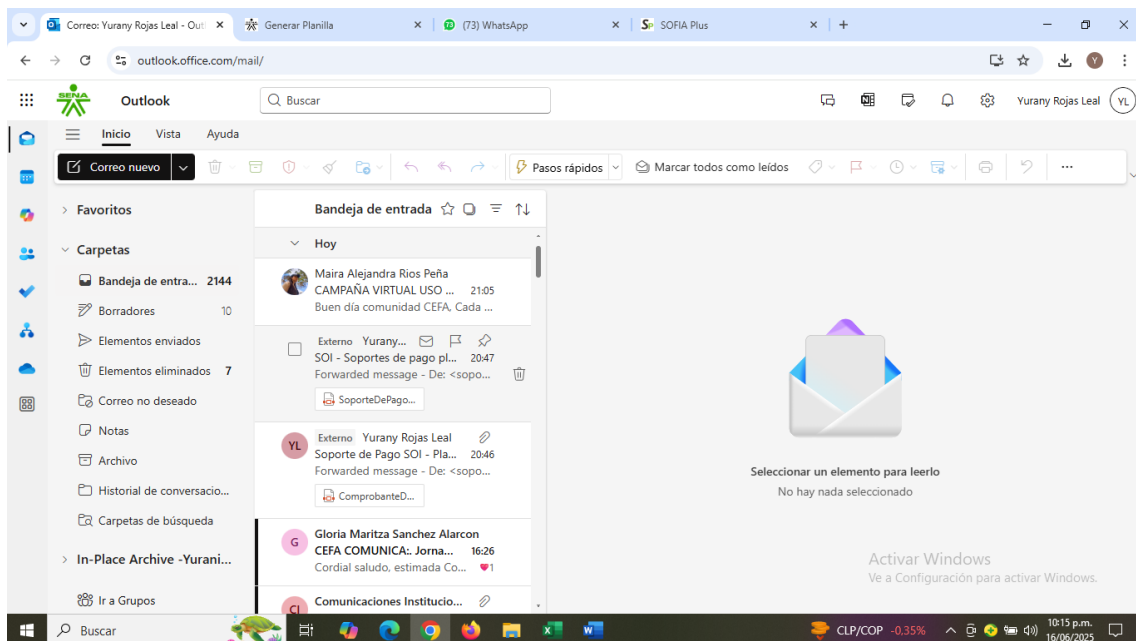 Correo: Yurany Rojas Leal - Out
Generar Planilla
(73) WhatsApp
SOFIA Plus
outlook.office.com/mail/
Y
SENA
Outlook
Buscar
Yurany Rojas Leal
YL
Inicio Vista Ayuda
Correo nuevo
Pasos rápidos
Marcar todos como leídos
Favoritos
Carpetas
Bandeja de entra... 2144
Borradores 10
Elementos enviados
Elementos eliminados 7
Correo no deseado
Notas
Archivo
Historial de conversacio...
Carpetas de búsqueda
In-Place Archive -Yurani...
Ir a Grupos
Bandeja de entrada
Hoy
Maira Alejandra Rios Peña
CAMPAÑA VIRTUAL USO ... 21:05
Buen día comunidad CEFA, Cada ...
Externo Yurany...
SOI - Soportes de pago pl... 20:47
Forwarded message - De: <sopo...
SoporteDePago...
YL
Externo Yurany Rojas Leal
Soporte de Pago SOI - Pla... 20:46
Forwarded message - De: <sopo...
ComprobanteD...
G
Gloria Maritza Sanchez Alarcon
CEFA COMUNICA:. Jorna... 16:26
Cordial saludo, estimada Co... 1
CI
Comunicaciones Institucio...
Seleccionar un elemento para leerlo
No hay nada seleccionado
Activar Windows
Ve a Configuración para activar Windows.
Buscar
CLP/COP -0,35%
10:15 p.m.
16/06/2025